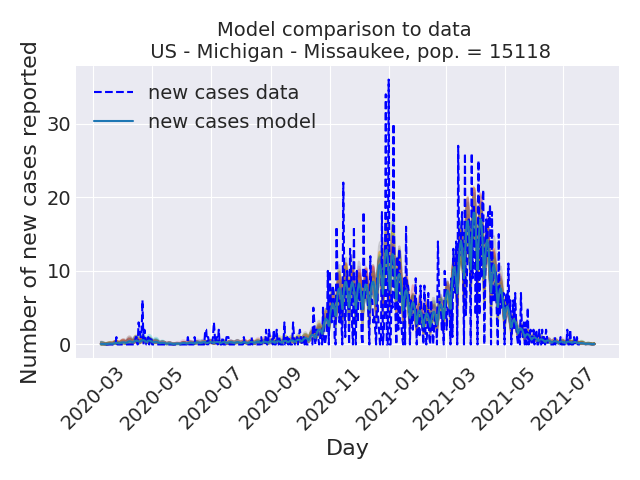 Model comparison to data
US - Michigan - Missaukee, pop. = 15118
Number of new cases reported
new cases data
new cases model
30
20
10
0
2020-03
2020-05
2020-07
2020-09
2020-11
2021-01
2021-03
2021-05
2021-07
Day